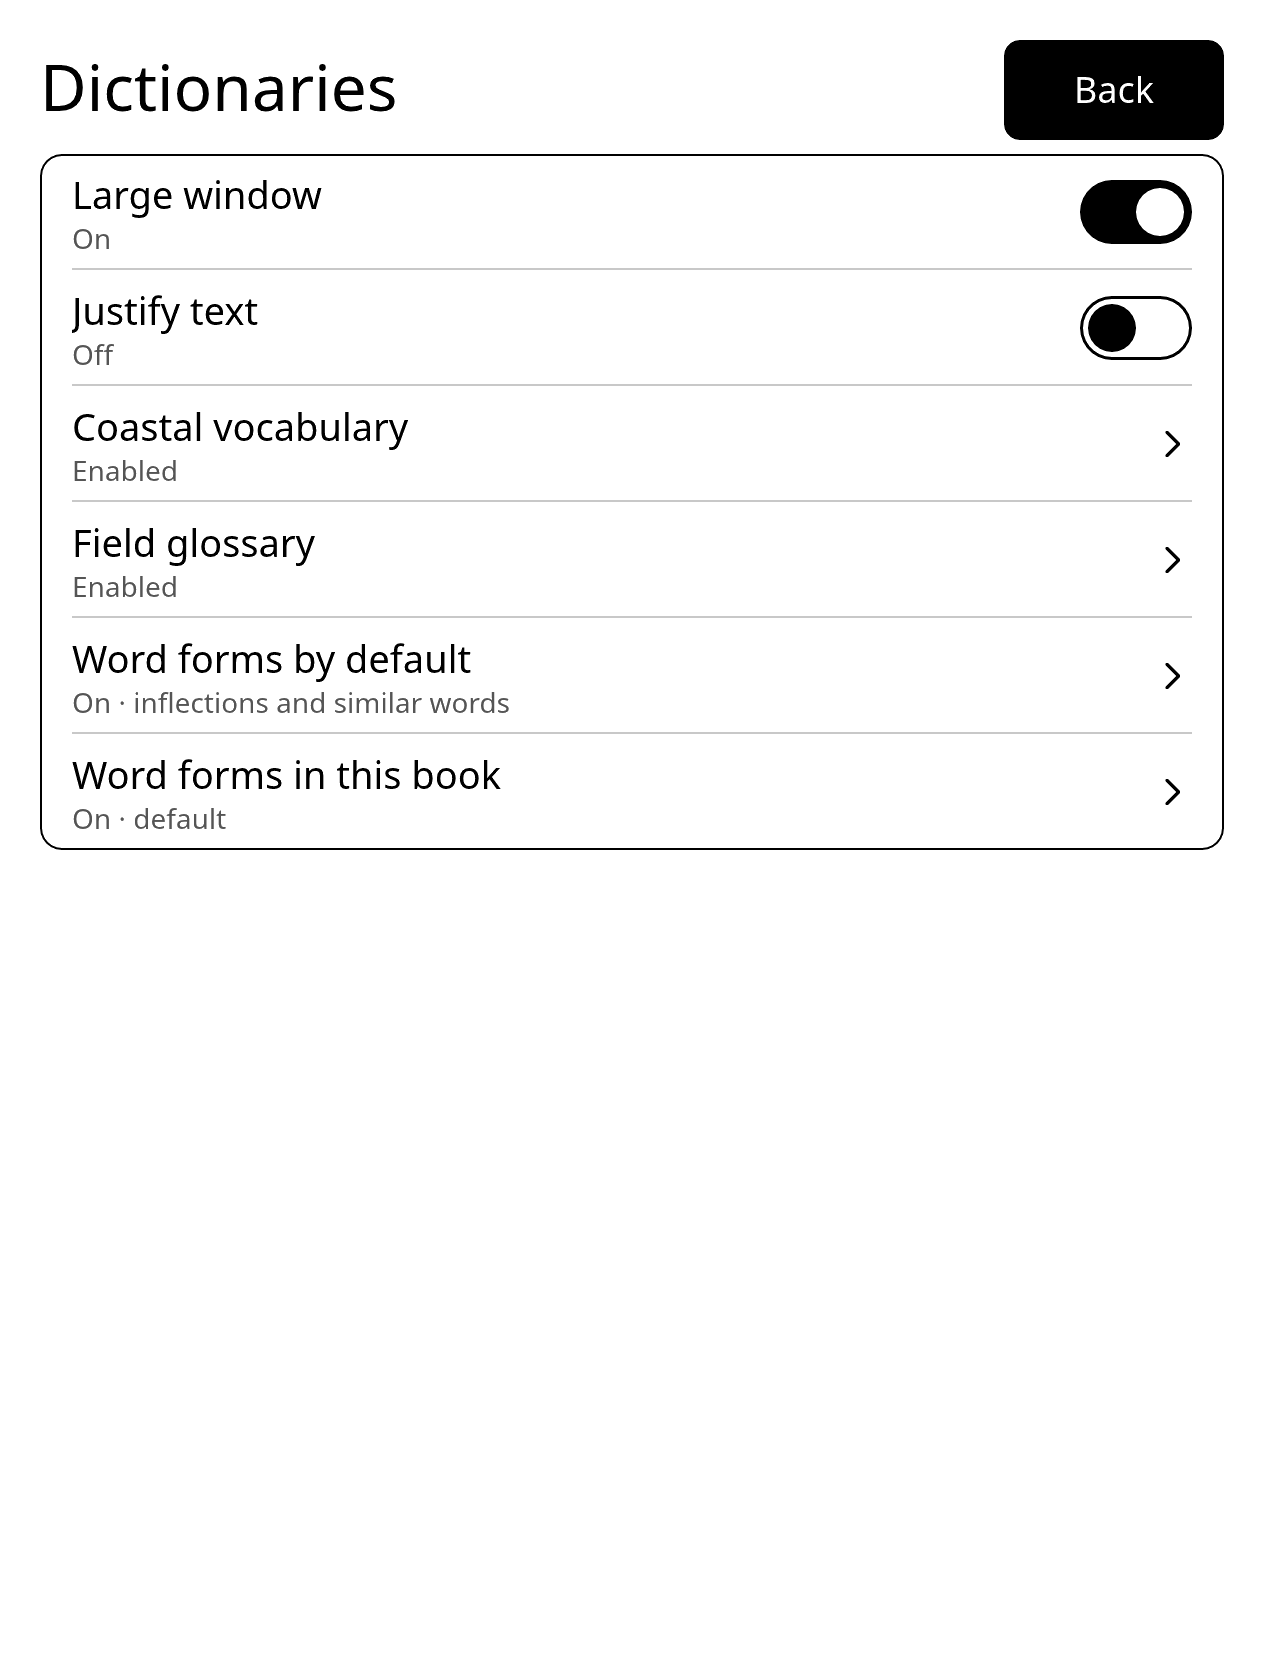 Dictionaries
Back
Large window
On
Justify text
Off
Coastal vocabulary
Enabled
Field glossary
Enabled
Word forms by default
On · inflections and similar words
Word forms in this book
On · default